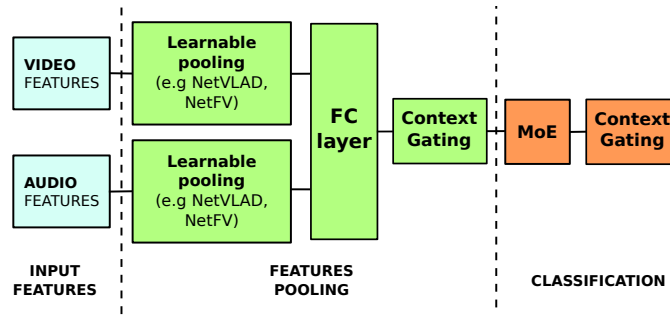 VIDEO
FEATURES
Learnable
pooling
(e.g NetVLAD,
NetFV)
AUDIO
FEATURES
Learnable
pooling
(e.g NetVLAD,
NetFV)
FC
layer
Context
Gating
MoE
Context
Gating
INPUT
FEATURES
FEATURES
POOLING
CLASSIFICATION